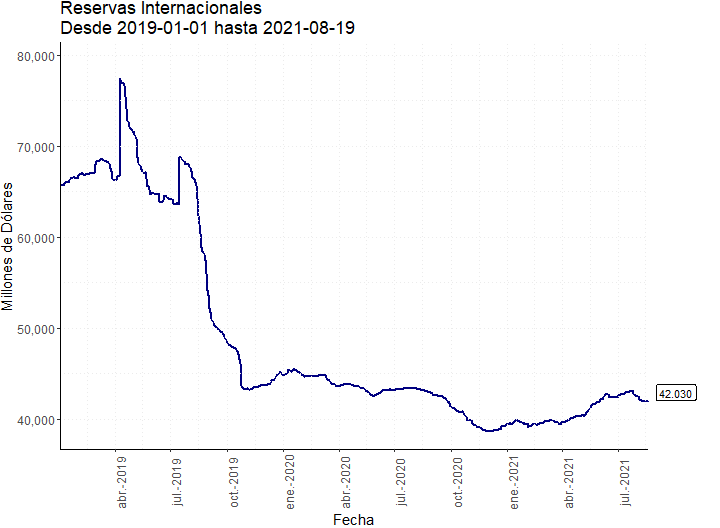 Reservas Internacionales
Desde 2019-01-01 hasta 2021-08-19
Millones de Dólares
80,000
70,000
60,000
50,000
40,000
42.030
abr.-2019
jul.-2019
oct.-2019
ene.-2020
abr.-2020
jul.-2020
oct.-2020
ene.-2021
abr.-2021
jul.-2021
Fecha